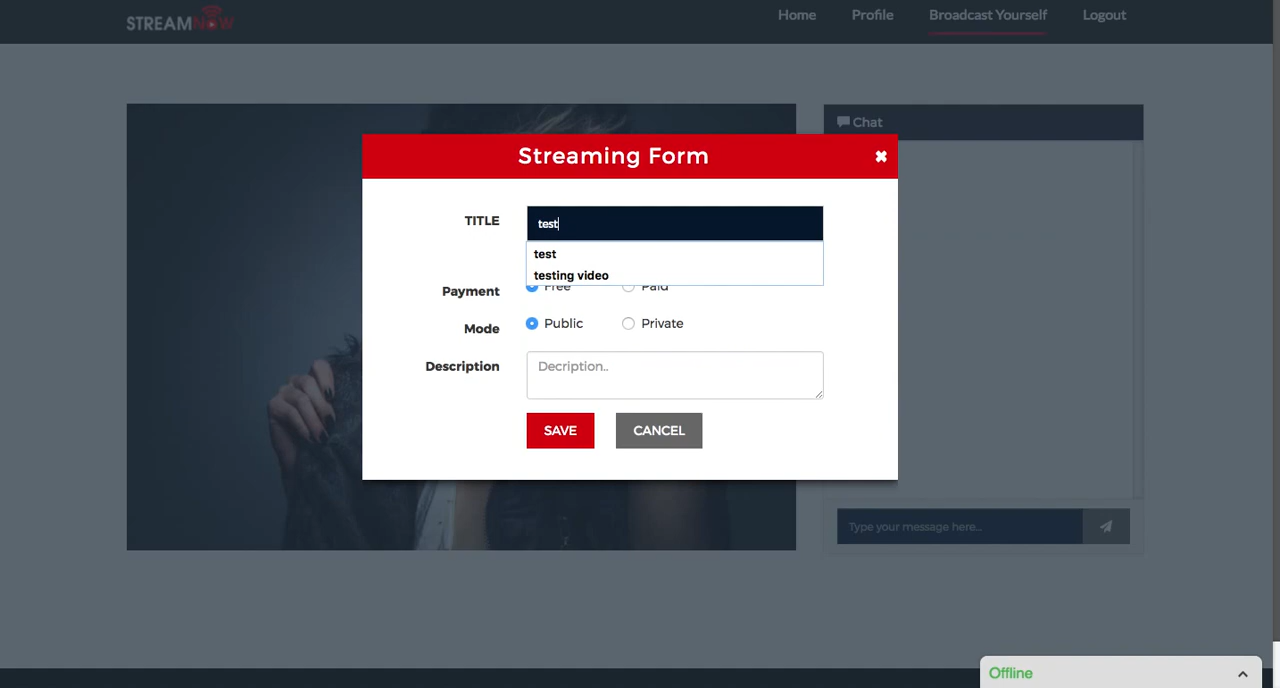 STREAMNOW
Home Profile Broadcast Yourself Logout
Chat
Streaming Form
TITLE test
test
testing video
Payment Free Paid
Mode Public Private
Description Decription..
SAVE CANCEL
Type your message here...
Offline